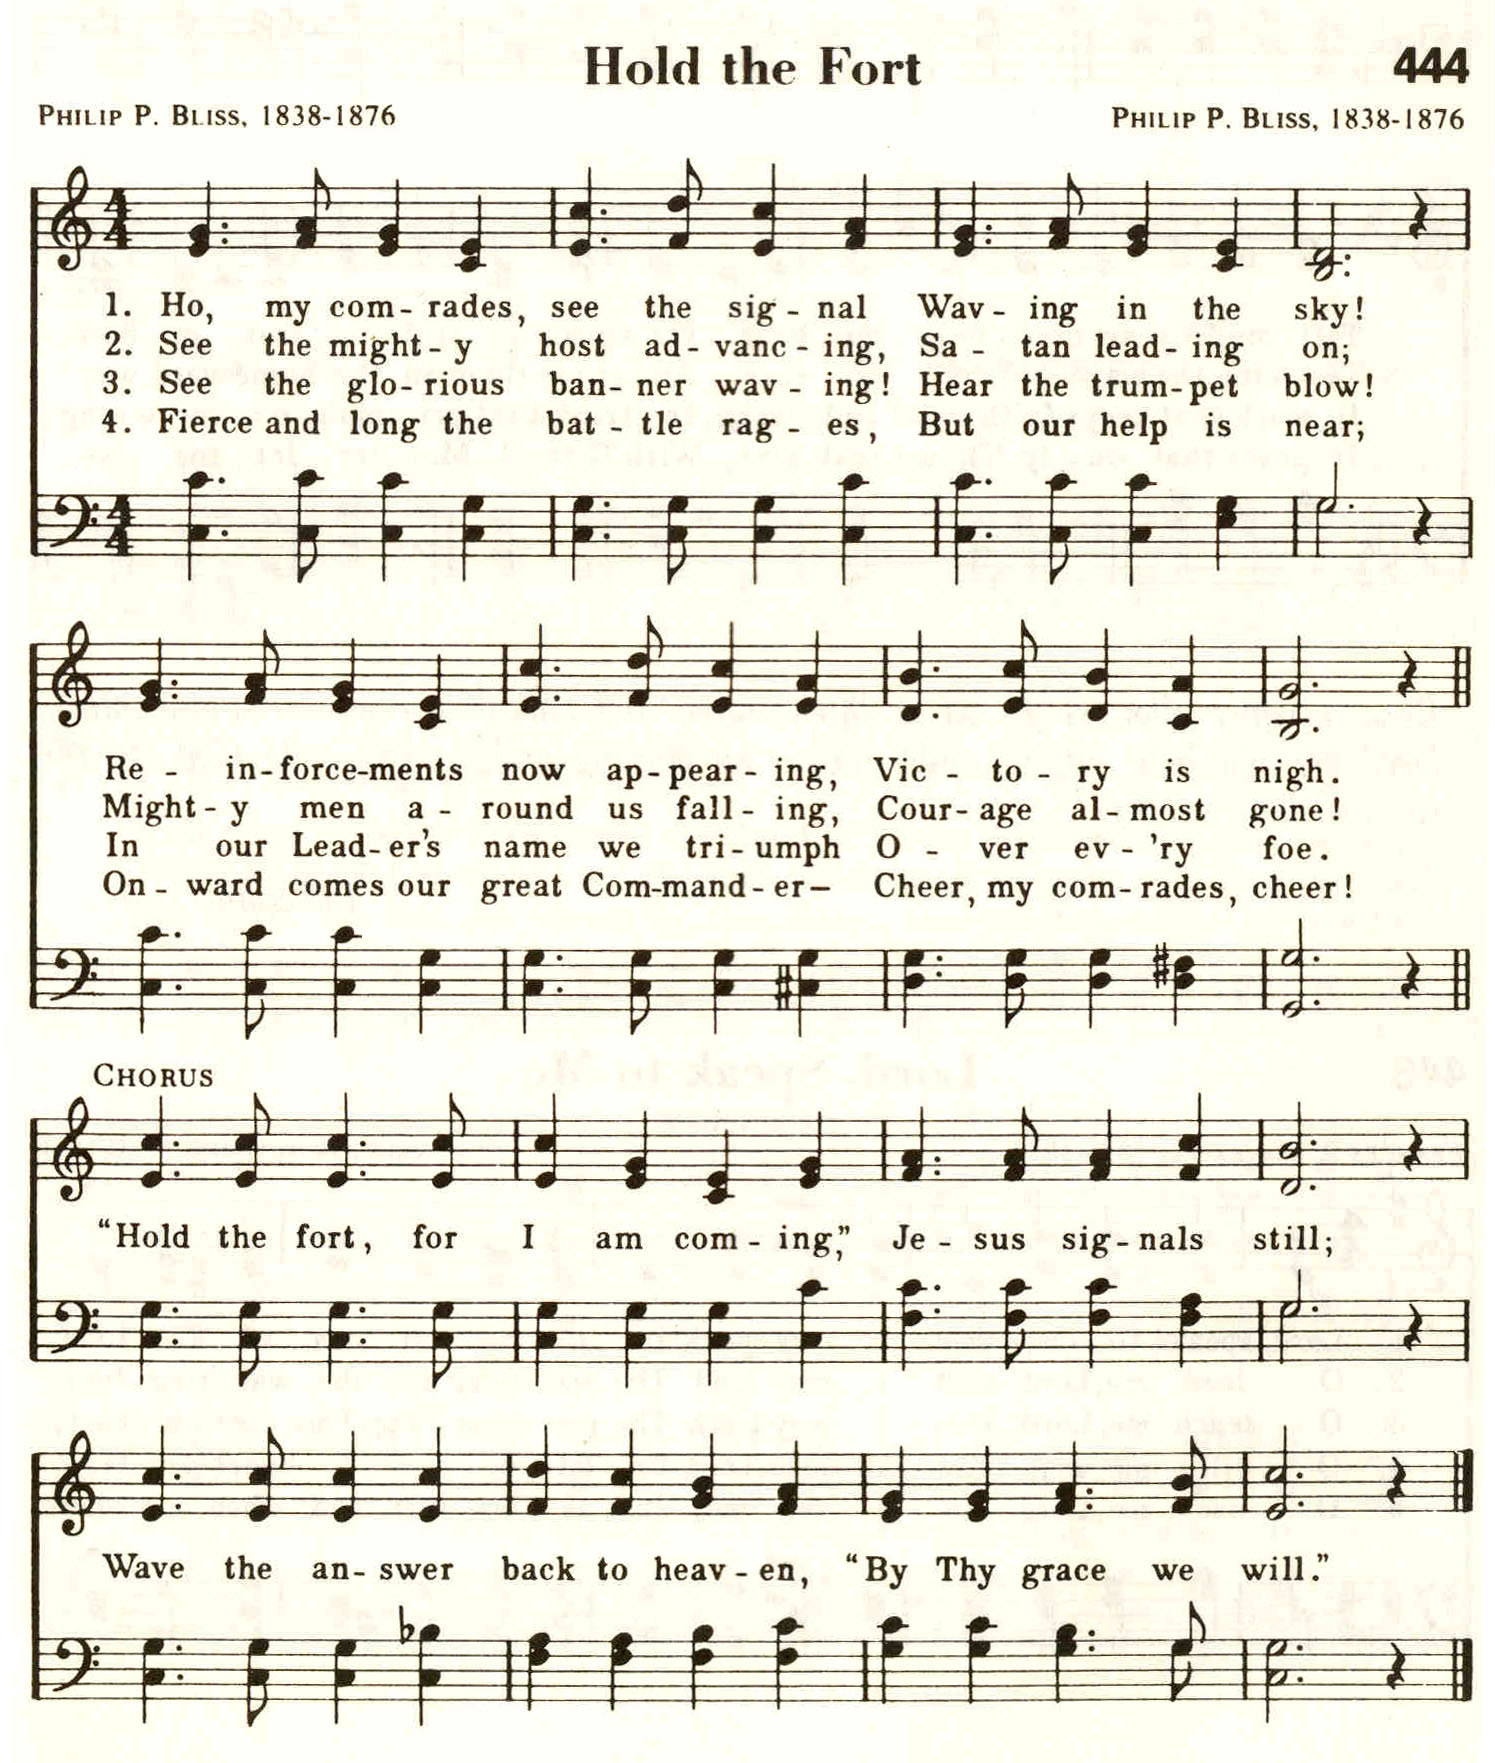 Hold the Fort 444
PHILIP P. BLISS, 1838-1876 PHILIP P. BLISS, 1838-1876
1. Ho, my com-rades, see the sig-nal Wav-ing in the sky!
2. See the might-y host ad-vanc-ing, Sa-tan lead-ing on;
3. See the glo-rious ban-ner wav-ing! Hear the trum-pet blow!
4. Fierce and long the bat-tle rag-es, But our help is near;
Re-in-force-ments now ap-pear-ing, Vic-to-ry is nigh.
Might-y men a-round us fall-ing, Cour-age al-most gone!
In our Lead-er's name we tri-umph O-ver ev-'ry foe.
On-ward comes our great Com-mand-er— Cheer, my com-rades, cheer!
CHORUS
“Hold the fort, for I am com-ing,” Je-sus sig-nals still;
Wave the an-swer back to heav-en, “By Thy grace we will.”